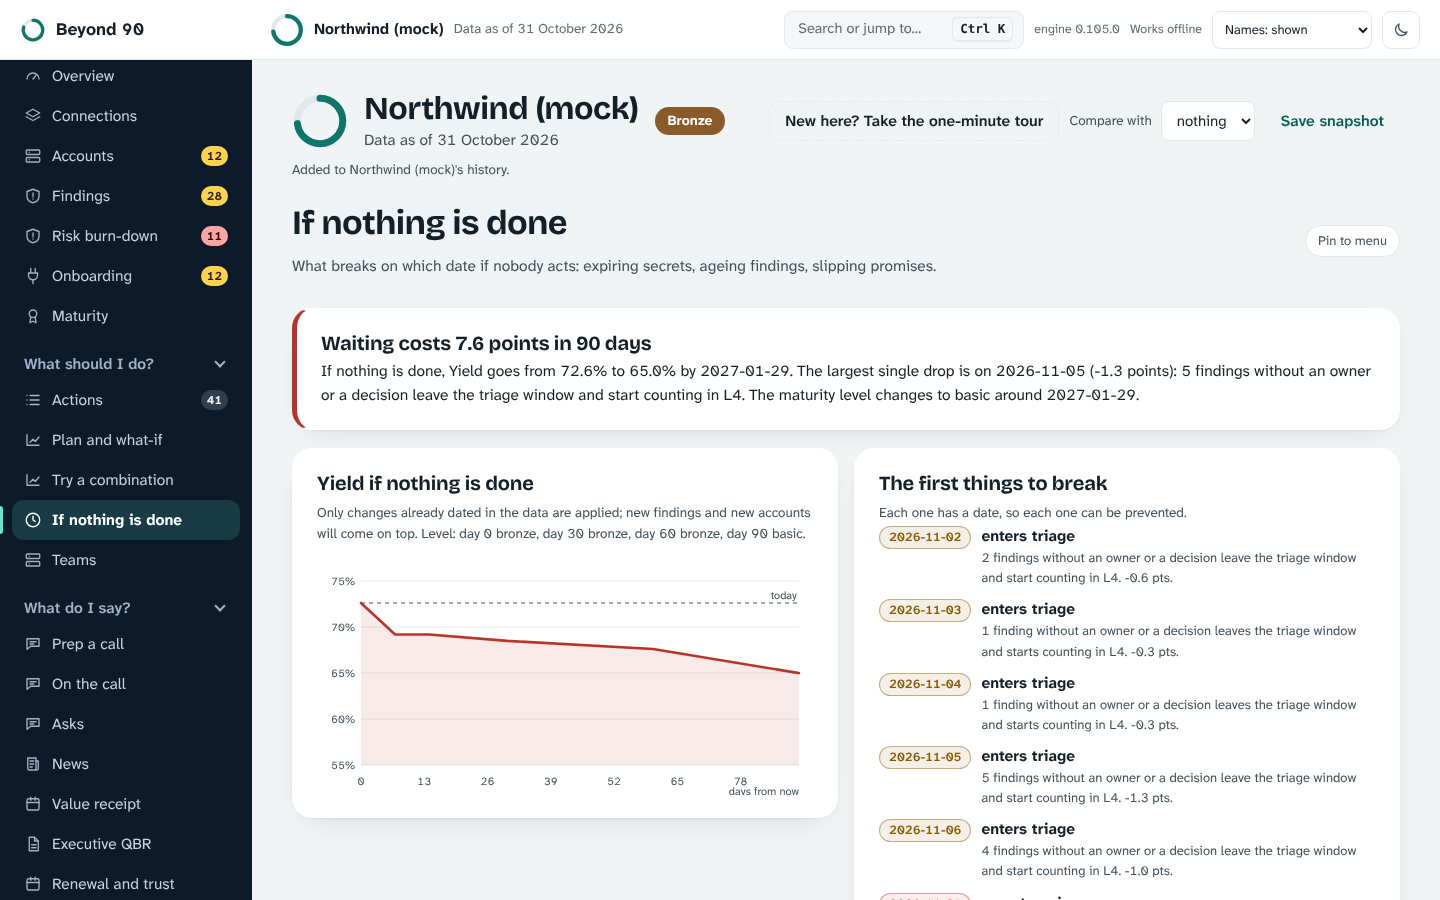 Beyond 90
Northwind (mock)
Data as of 31 October 2026
Search or jump to...
Ctrl K
engine 0.105.0
Works offline
Names: shown
Overview
Connections
Accounts
12
Findings
28
Risk burn-down
11
Onboarding
12
Maturity
What should I do?
Actions
41
Plan and what-if
Try a combination
If nothing is done
Teams
What do I say?
Prep a call
On the call
Asks
News
Value receipt
Executive QBR
Renewal and trust
Northwind (mock)
Data as of 31 October 2026
Bronze
New here? Take the one-minute tour
Compare with
nothing
Save snapshot
Added to Northwind (mock)'s history.
If nothing is done
What breaks on which date if nobody acts: expiring secrets, ageing findings, slipping promises.
Pin to menu
Waiting costs 7.6 points in 90 days
If nothing is done, Yield goes from 72.6% to 65.0% by 2027-01-29. The largest single drop is on 2026-11-05 (-1.3 points): 5 findings without an owner
or a decision leave the triage window and start counting in L4. The maturity level changes to basic around 2027-01-29.
Yield if nothing is done
Only changes already dated in the data are applied; new findings and new accounts
will come on top. Level: day 0 bronze, day 30 bronze, day 60 bronze, day 90 basic.
75%
today
70%
65%
60%
55%
0 13 26 39 52 65 78
days from now
The first things to break
Each one has a date, so each one can be prevented.
2026-11-02
enters triage
2 findings without an owner or a decision leave the triage window
and start counting in L4. -0.6 pts.
2026-11-03
enters triage
1 finding without an owner or a decision leaves the triage window
and starts counting in L4. -0.3 pts.
2026-11-04
enters triage
1 finding without an owner or a decision leaves the triage window
and starts counting in L4. -0.3 pts.
2026-11-05
enters triage
5 findings without an owner or a decision leave the triage window
and start counting in L4. -1.3 pts.
2026-11-06
enters triage
4 findings without an owner or a decision leave the triage window
and start counting in L4. -1.0 pts.